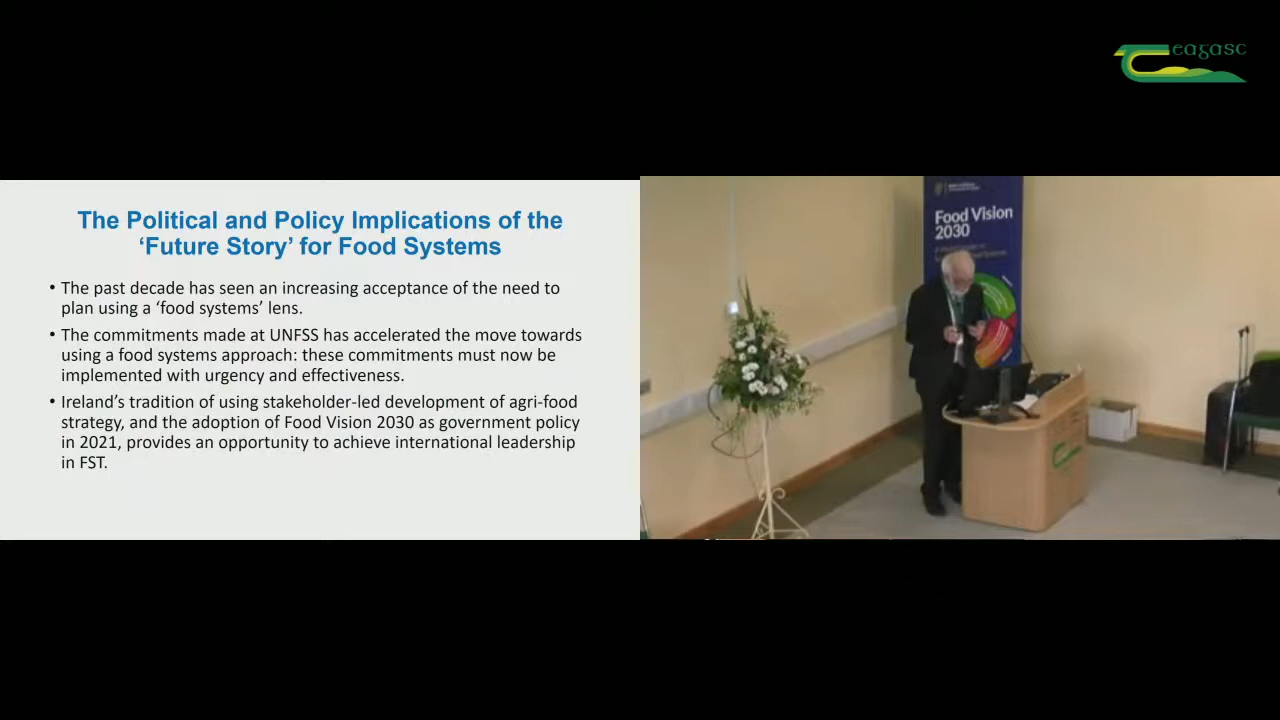 eagasc
The Political and Policy Implications of the
‘Future Story’ for Food Systems
• The past decade has seen an increasing acceptance of the need to
plan using a ‘food systems’ lens.
• The commitments made at UNFSS has accelerated the move towards
using a food systems approach: these commitments must now be
implemented with urgency and effectiveness.
• Ireland’s tradition of using stakeholder-led development of agri-food
strategy, and the adoption of Food Vision 2030 as government policy
in 2021, provides an opportunity to achieve international leadership
in FST.
Food Vision
2030